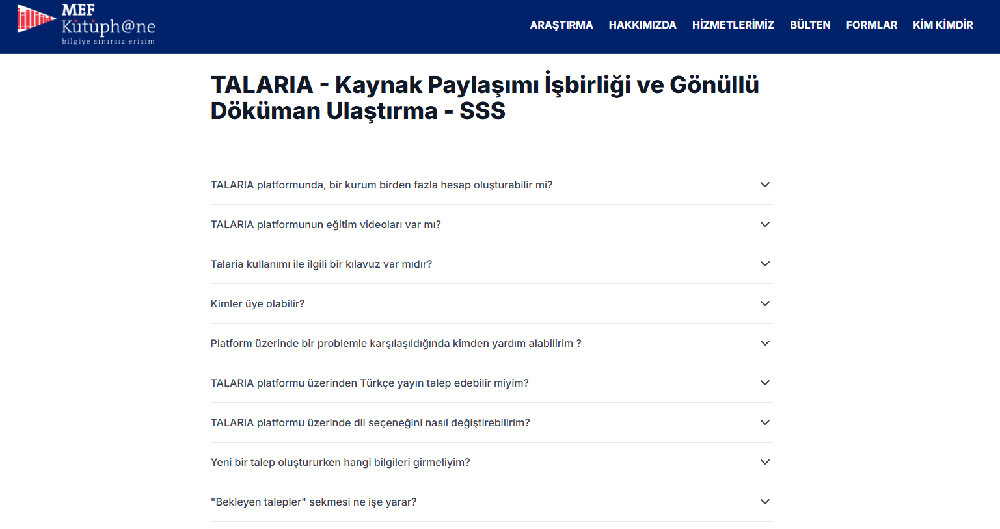 MEF
Kütüph@ne
bilgiye sınırsız erişim
ARAŞTIRMA HAKKIMIZDA HİZMETLERİMİZ BÜLTEN FORMLAR KİM KİMDİR
TALARIA - Kaynak Paylaşımı İşbirliği ve Gönüllü
Döküman Ulaştırma - SSS
TALARIA platformunda, bir kurum birden fazla hesap oluşturabilir mi?
TALARIA platformunun eğitim videoları var mı?
Talaria kullanımı ile ilgili bir kılavuz var mıdır?
Kimler üye olabilir?
Platform üzerinde bir problemle karşılaşıldığında kimden yardım alabilirim ?
TALARIA platformu üzerinden Türkçe yayın talep edebilir miyim?
TALARIA platformu üzerinde dil seçeneğini nasıl değiştirebilirim?
Yeni bir talep oluştururken hangi bilgileri girmeliyim?
"Bekleyen talepler" sekmesi ne işe yarar?